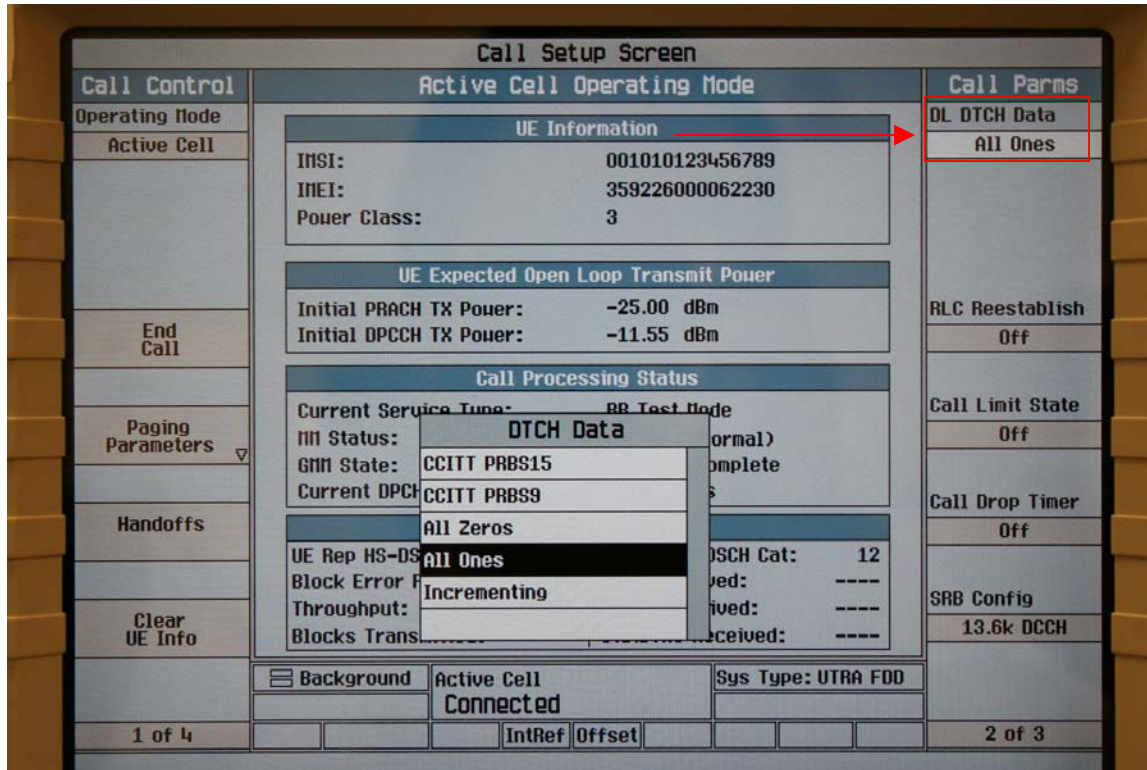 Call Setup Screen
Call Control
Active Cell Operating Mode
Call Parms
Operating Mode
Active Cell
End
Call
Paging
Parameters
Handoffs
Clear
UE Info
1 of 4
UE Information
IMSI: 001010123456789
IMEI: 359226000062230
Power Class: 3
UE Expected Open Loop Transmit Power
Initial PRACH TX Power: -25.00 dBm
Initial DPCCH TX Power: -11.55 dBm
Call Processing Status
Current Service Type: RB Test Mode
MM Status: ormal)
GMM State: omplete
Current DPCH s
UE Rep HS-DS DSCH Cat: 12
Block Error ved: ----
Throughput: ived: ----
Blocks Trans eceived: ----
DTCH Data
CCITT PRBS15
CCITT PRBS9
All Zeros
All Ones
Incrementing
Background
Active Cell
Connected
Sys Type: UTRA FDD
IntRef Offset
DL DTCH Data
All Ones
RLC Reestablish
Off
Call Limit State
Off
Call Drop Timer
Off
SRB Config
13.6k DCCH
2 of 3